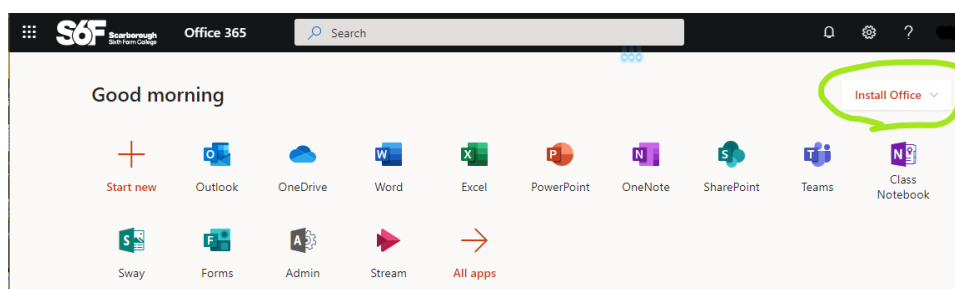 S6F Scarborough Sixth Form College Office 365 Search ?
Good morning
Install Office
Start new Outlook OneDrive Word Excel PowerPoint OneNote SharePoint Teams Class Notebook
Sway Forms Admin Stream All apps